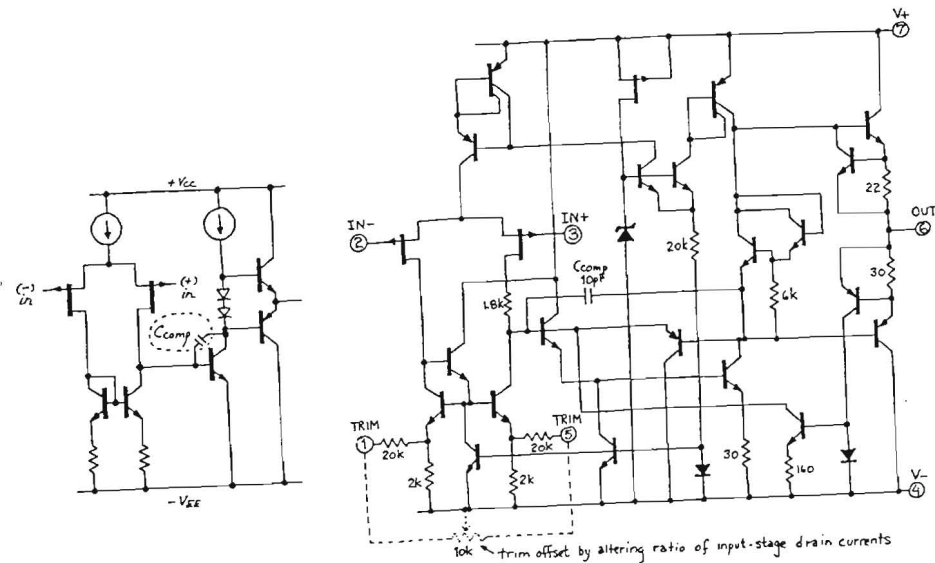 +Vcc
(-)
in
(+)
in
Ccomp
-VEE
V+
7
IN-
2
IN+
3
22
OUT
6
20k
Ccomp
10pF
30
1.8k
6k
TRIM
1
20k
TRIM
5
20k
2k
2k
30
160
V-
4
10k
trim offset by altering ratio of input-stage drain currents